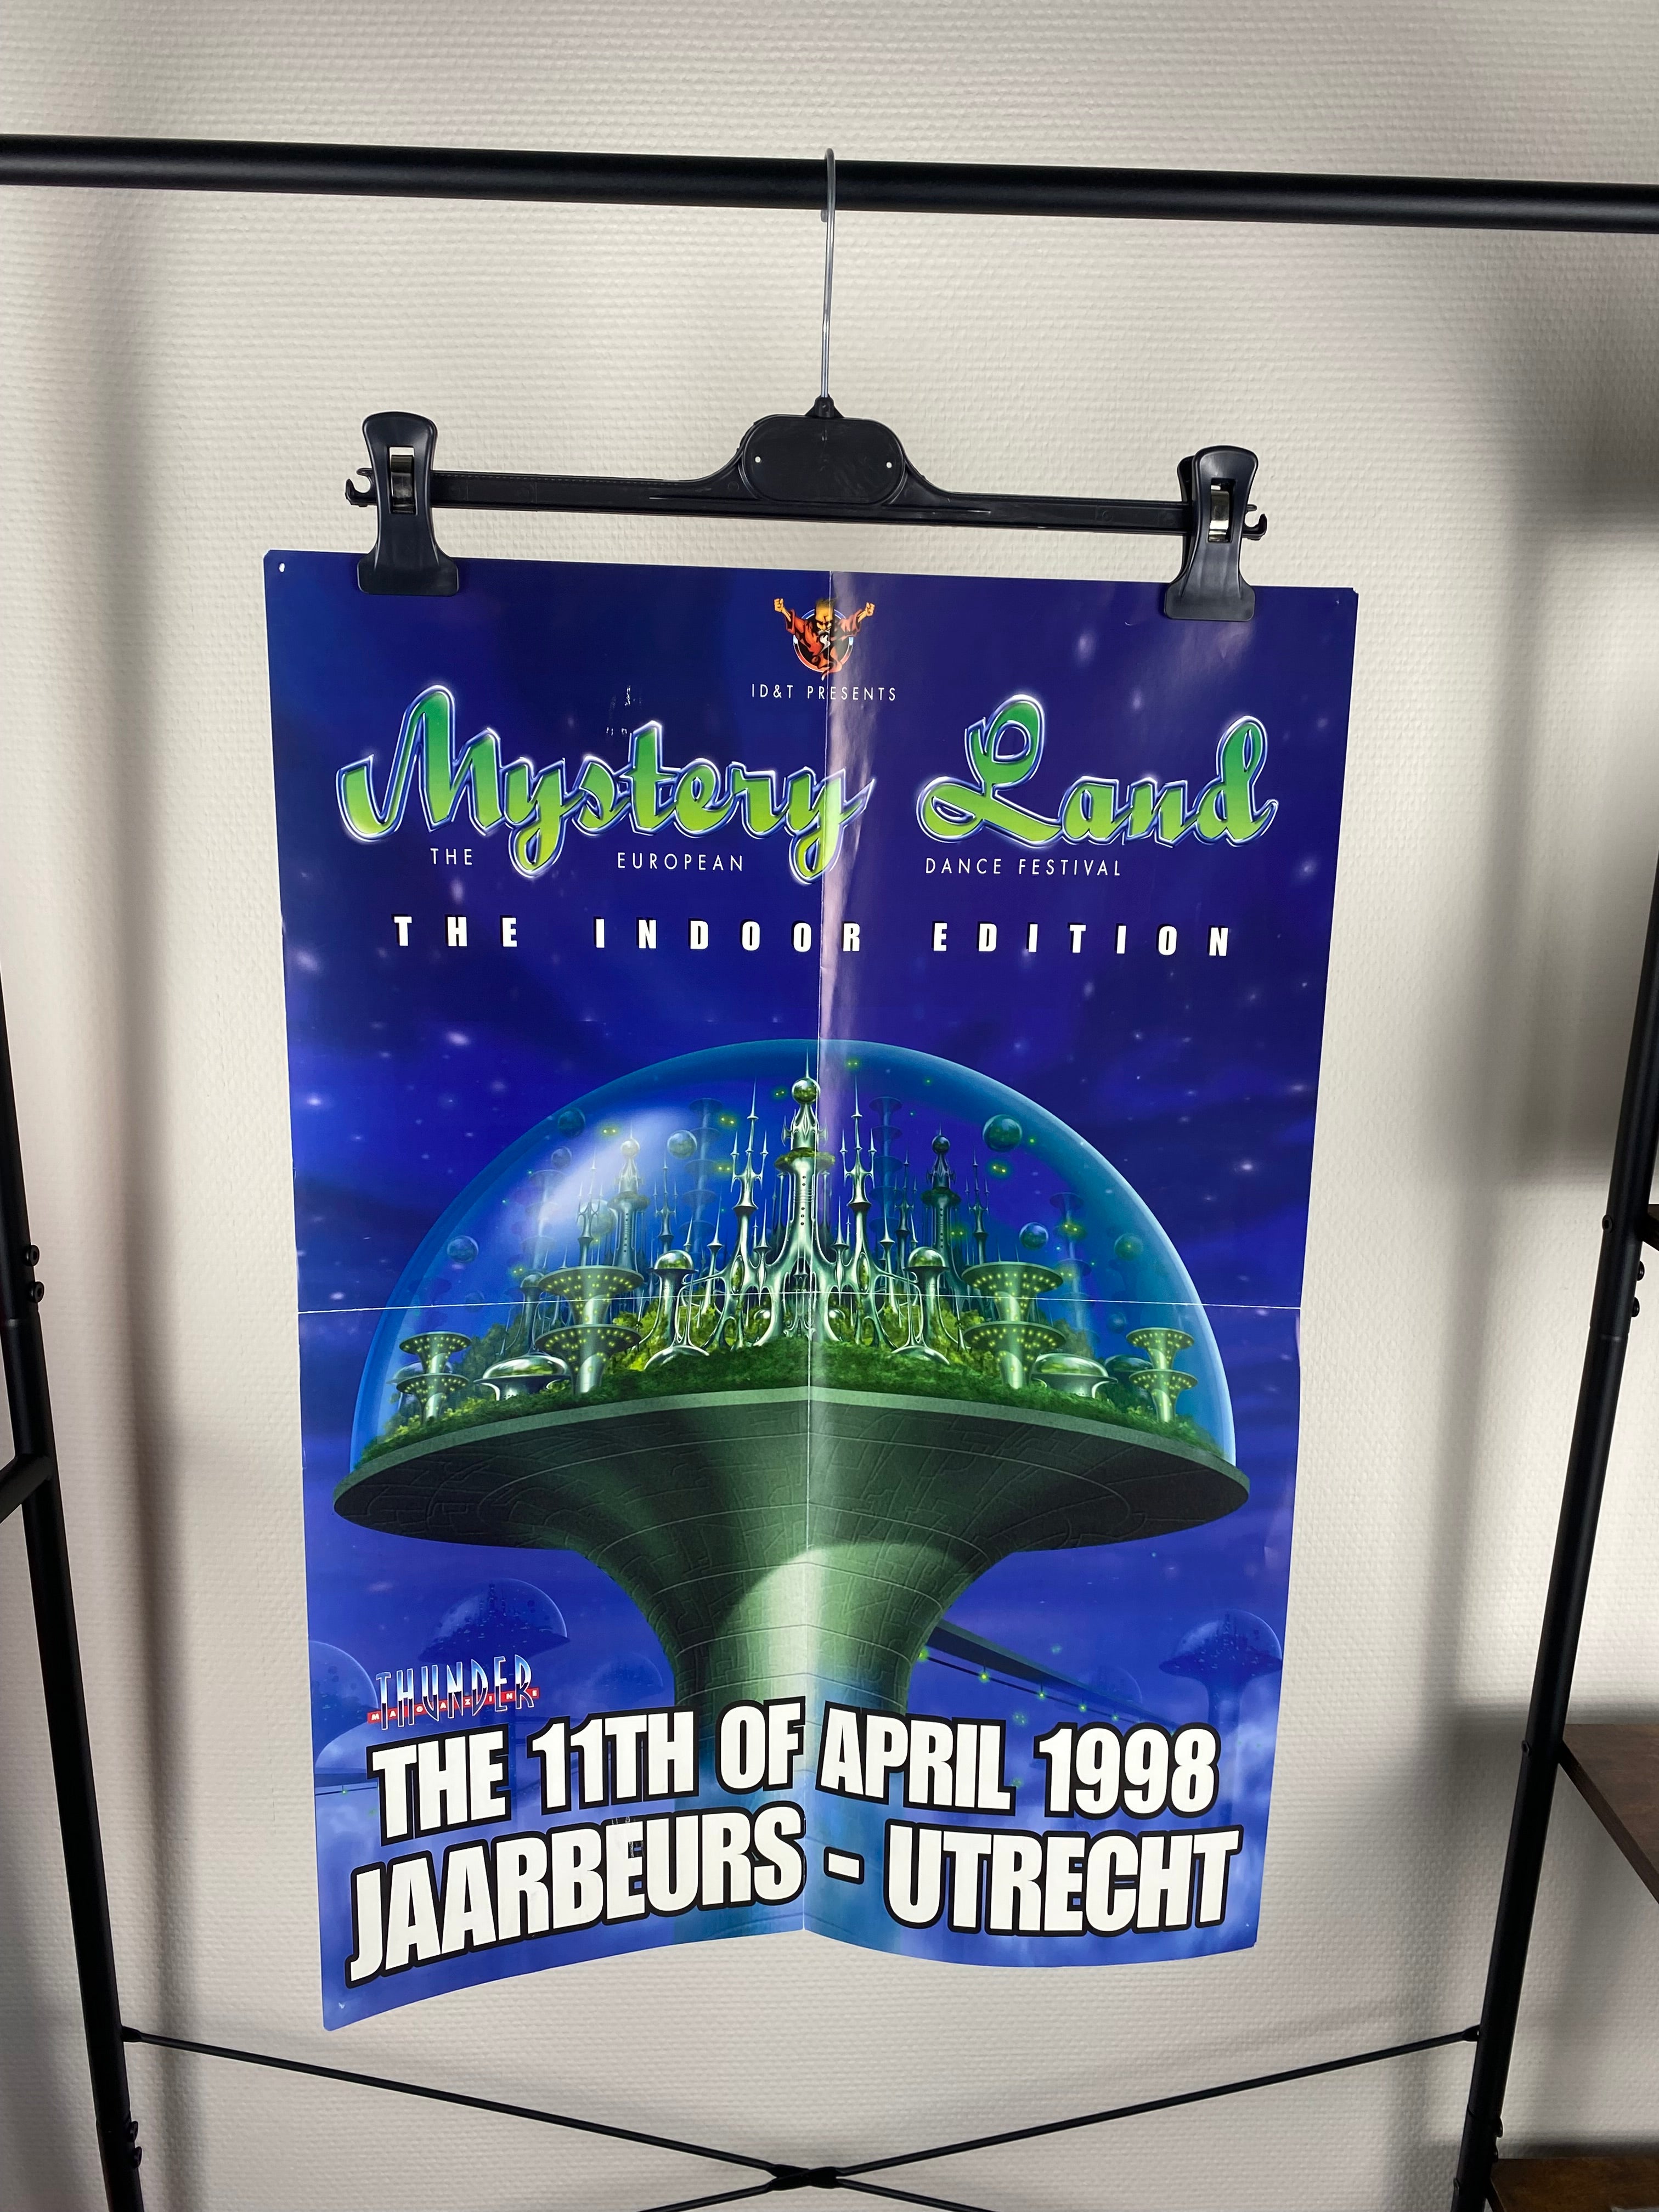 ID&T PRESENTS
Mystery Land
THE EUROPEAN DANCE FESTIVAL
THE INDOOR EDITION
THUNDER
MAGAZINE
THE 11TH OF APRIL 1998
JAARBEURS - UTRECHT